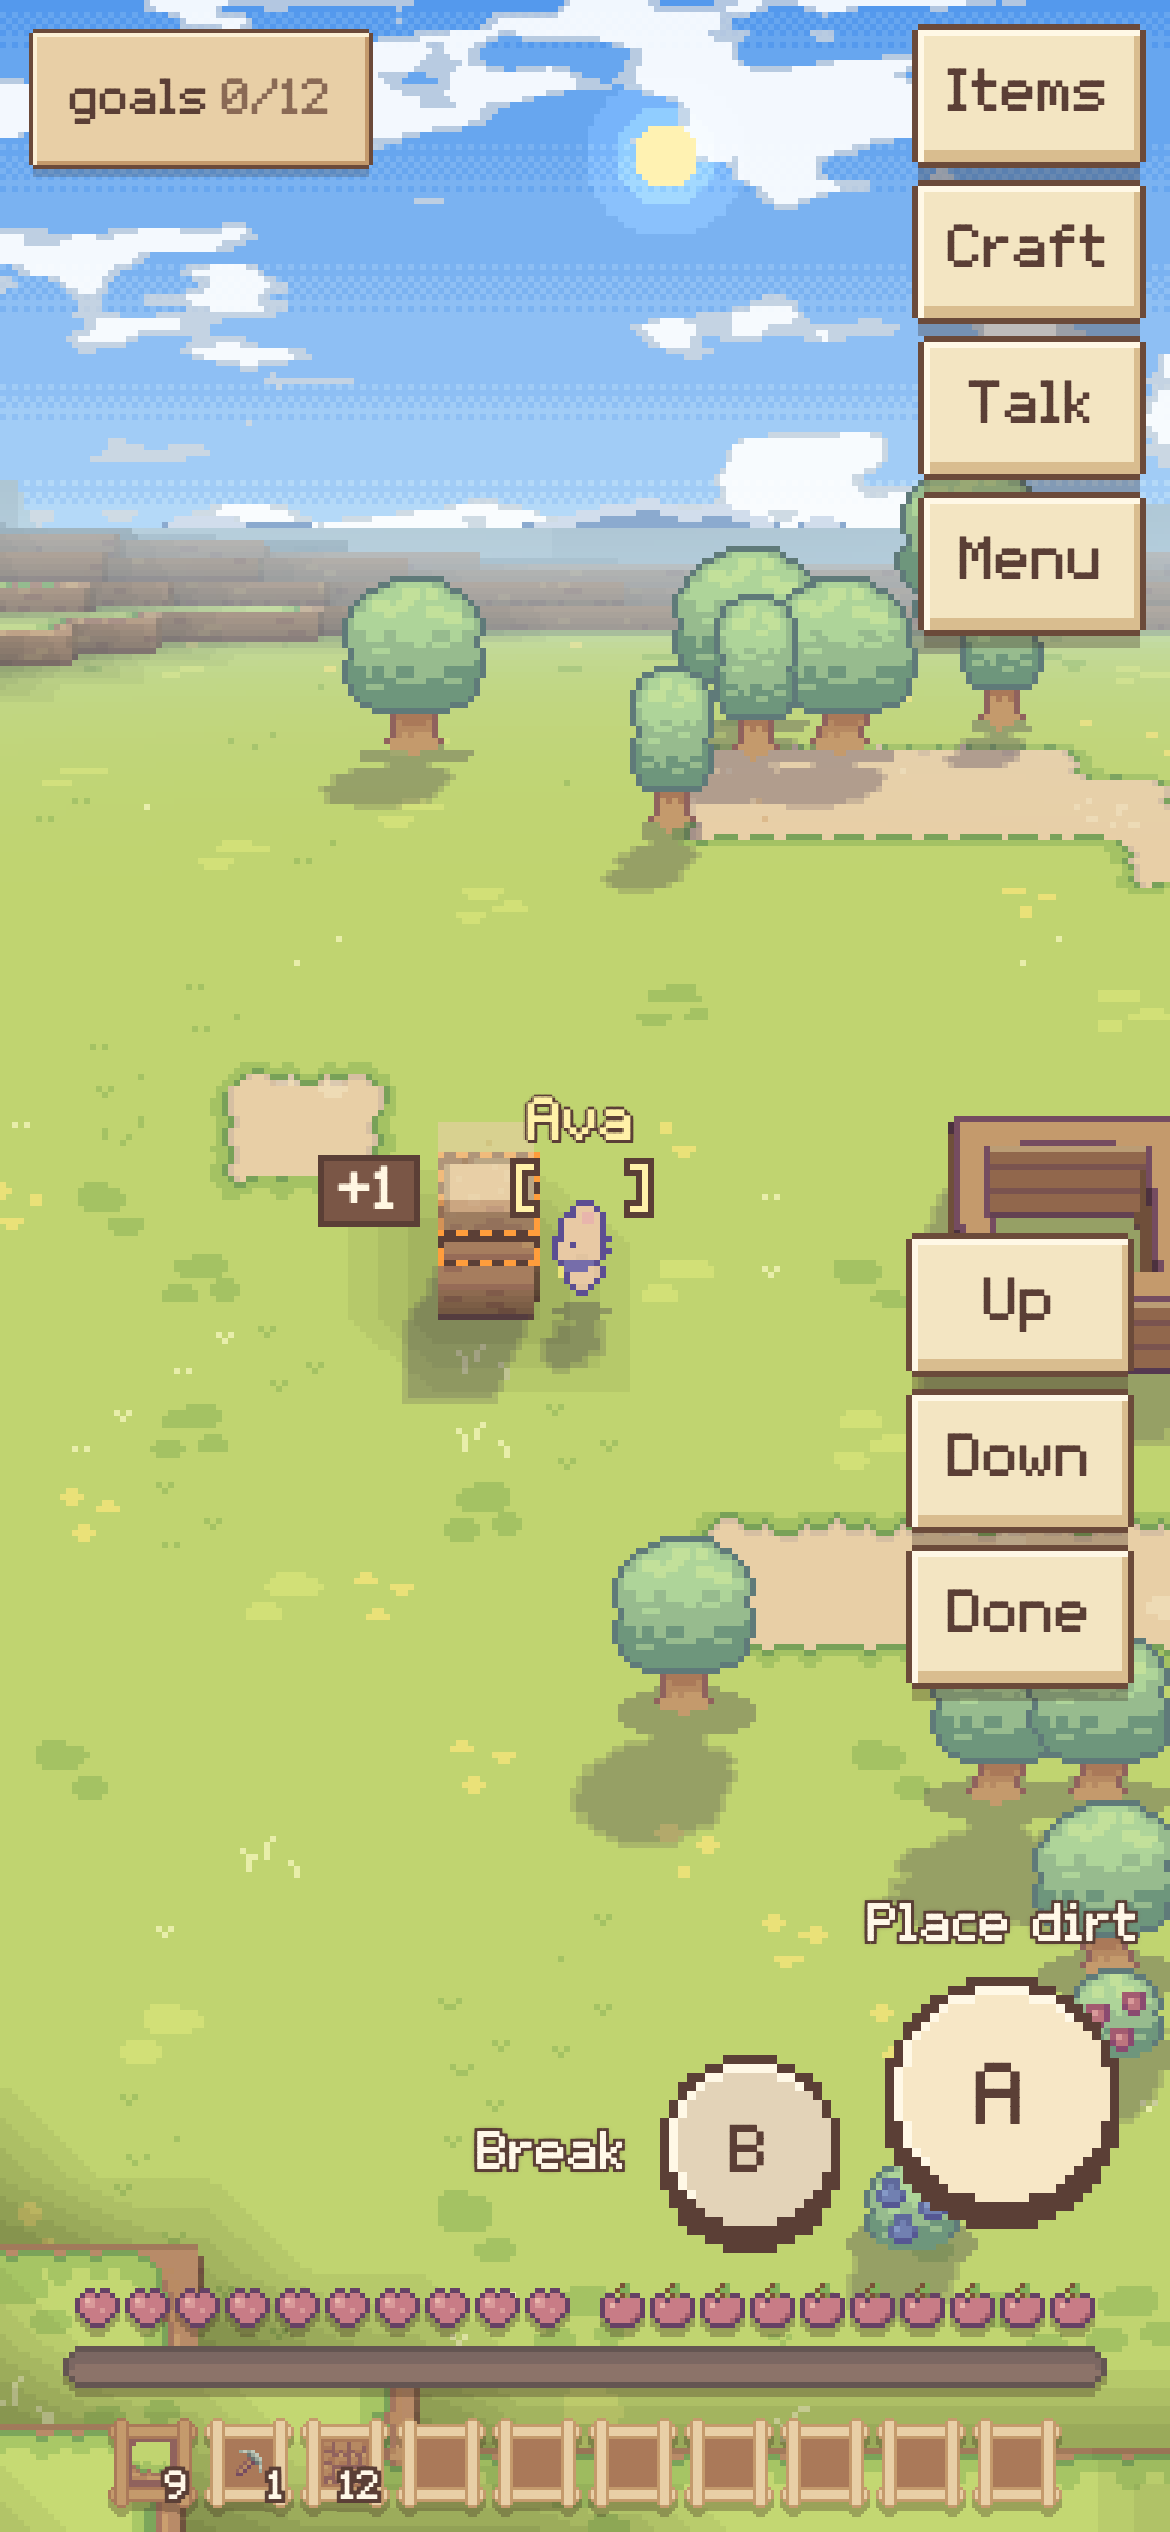 goals 0/12
Items
Craft
Talk
Menu
Ava
+1
[ ]
Up
Down
Done
Place dirt
A
Break
B
9
1
12